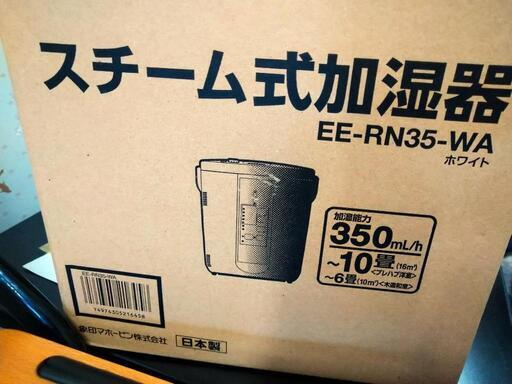 スチーム式加湿器
EE-RN35-WA
ホワイト
加湿能力
350mL/h
～10畳(16m²)
<プレハブ洋室>
～6畳(10m²)<木造和室>
EE-RN35-WA
象印マホービン株式会社 日本製